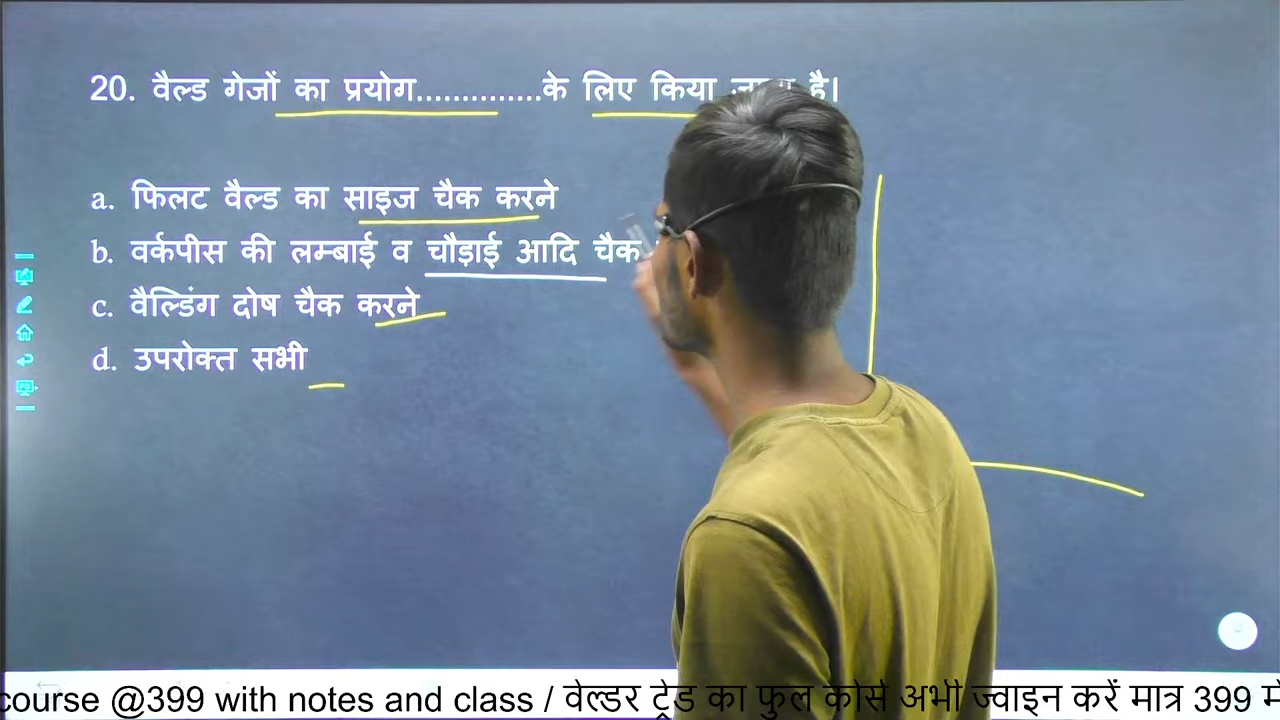 20. वैल्ड गेजों का प्रयोग..............के लिए किया है।
a. फिलट वैल्ड का साइज चैक करने
b. वर्कपीस की लम्बाई व चौड़ाई आदि चैक
c. वैल्डिंग दोष चैक करने
d. उपरोक्त सभी
course @399 with notes and class / वेल्डर ट्रेड का फुल कोर्स अभी ज्वाइन करें मात्र 399 में